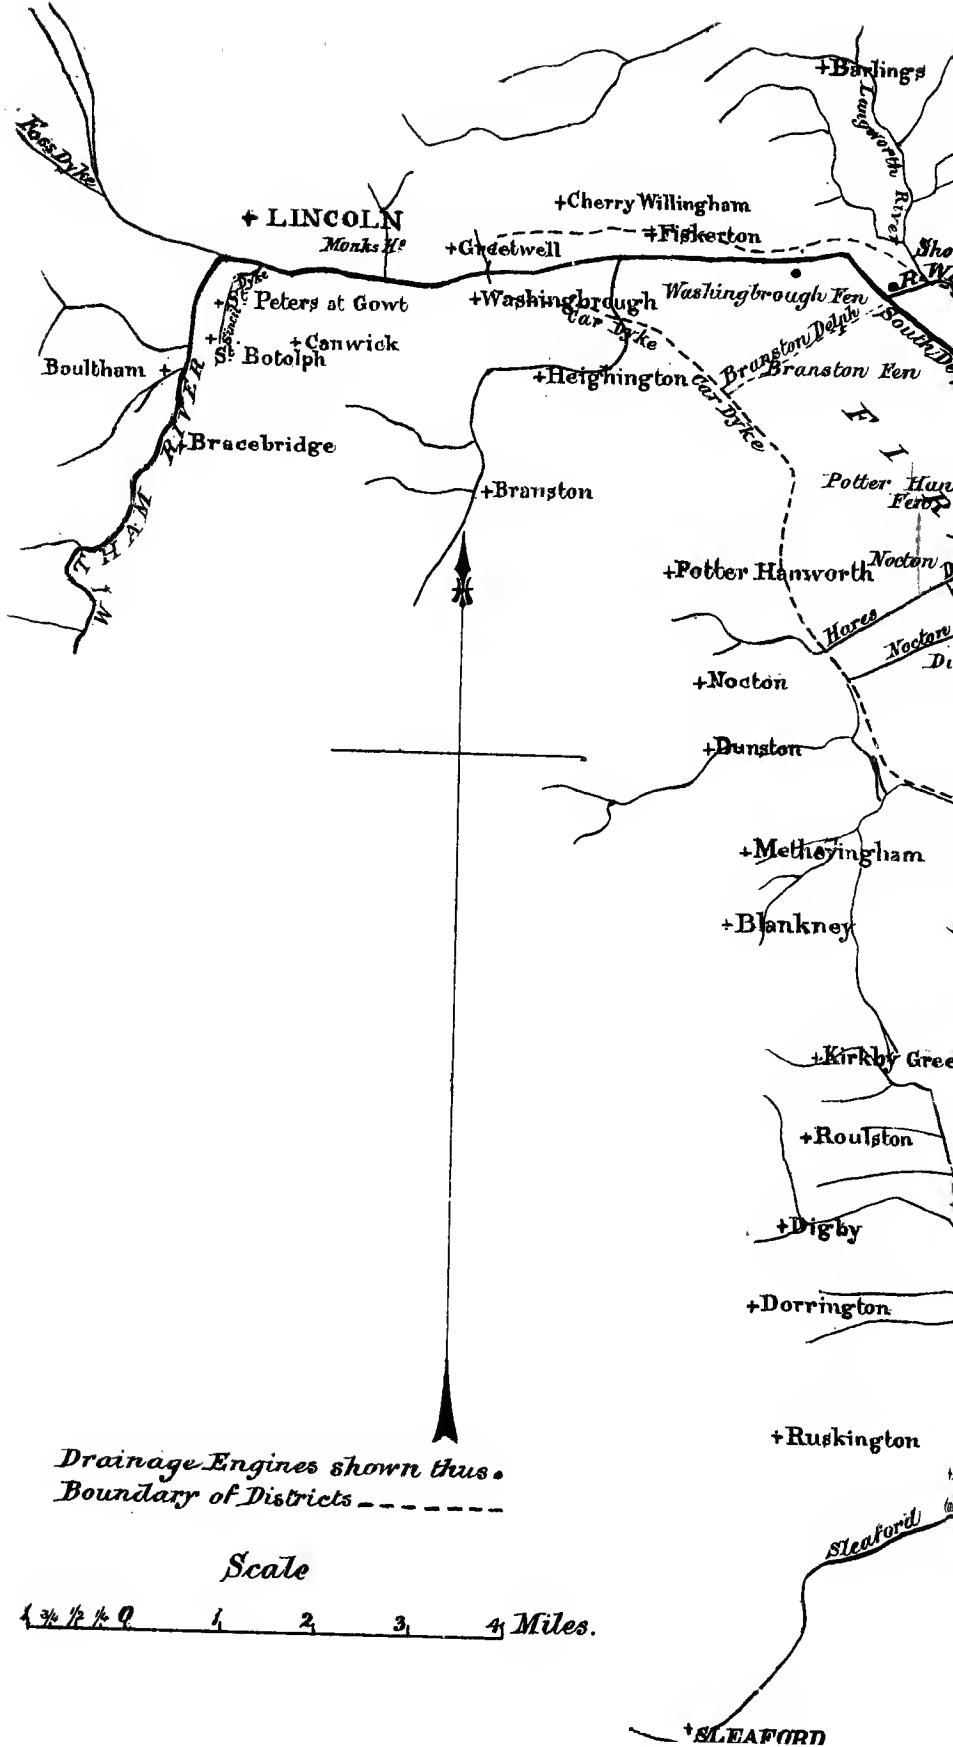 Barlings
Foss Dyke
Langworth River
+ LINCOLN
Cherry Willingham
Monks Ho
Greetwell
Fiskerton
Sincil Dyke
St Peters at Gowt
Washingbrough
Washingbrough Fen
Car Dyke
Branston Delph
South De
Canwick
St Botolph
Boultham
Heighington
Branston Fen
Car Dyke
F I R
Bracebridge
WITHAM RIVER
Branston
Potter Han
Fen
Potter Hanworth
Nocton
Hares
Nocton
Di
Nocton
Dunston
Metheringham
Blankney
Kirkby Gree
Roulston
Digby
Dorrington
Ruskington
Drainage Engines shown thus
Boundary of Districts
Sleaford
Scale
1 3/4 1/2 1/4 0 1 2 3 4 Miles.
SLEAFORD